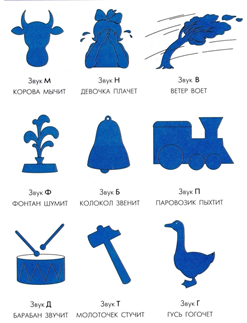 Звук М Звук Н Звук В
КОРОВА МЫЧИТ ДЕВОЧКА ПЛАЧЕТ ВЕТЕР ВОЕТ
Звук Ф Звук Б Звук П
ФОНТАН ШУМИТ КОЛОКОЛ ЗВЕНИТ ПАРОВОЗИК ПЫХТИТ
Звук Д Звук Т Звук Г
БАРАБАН ЗВУЧИТ МОЛОТОЧЕК СТУЧИТ ГУСЬ ГОГОЧЕТ